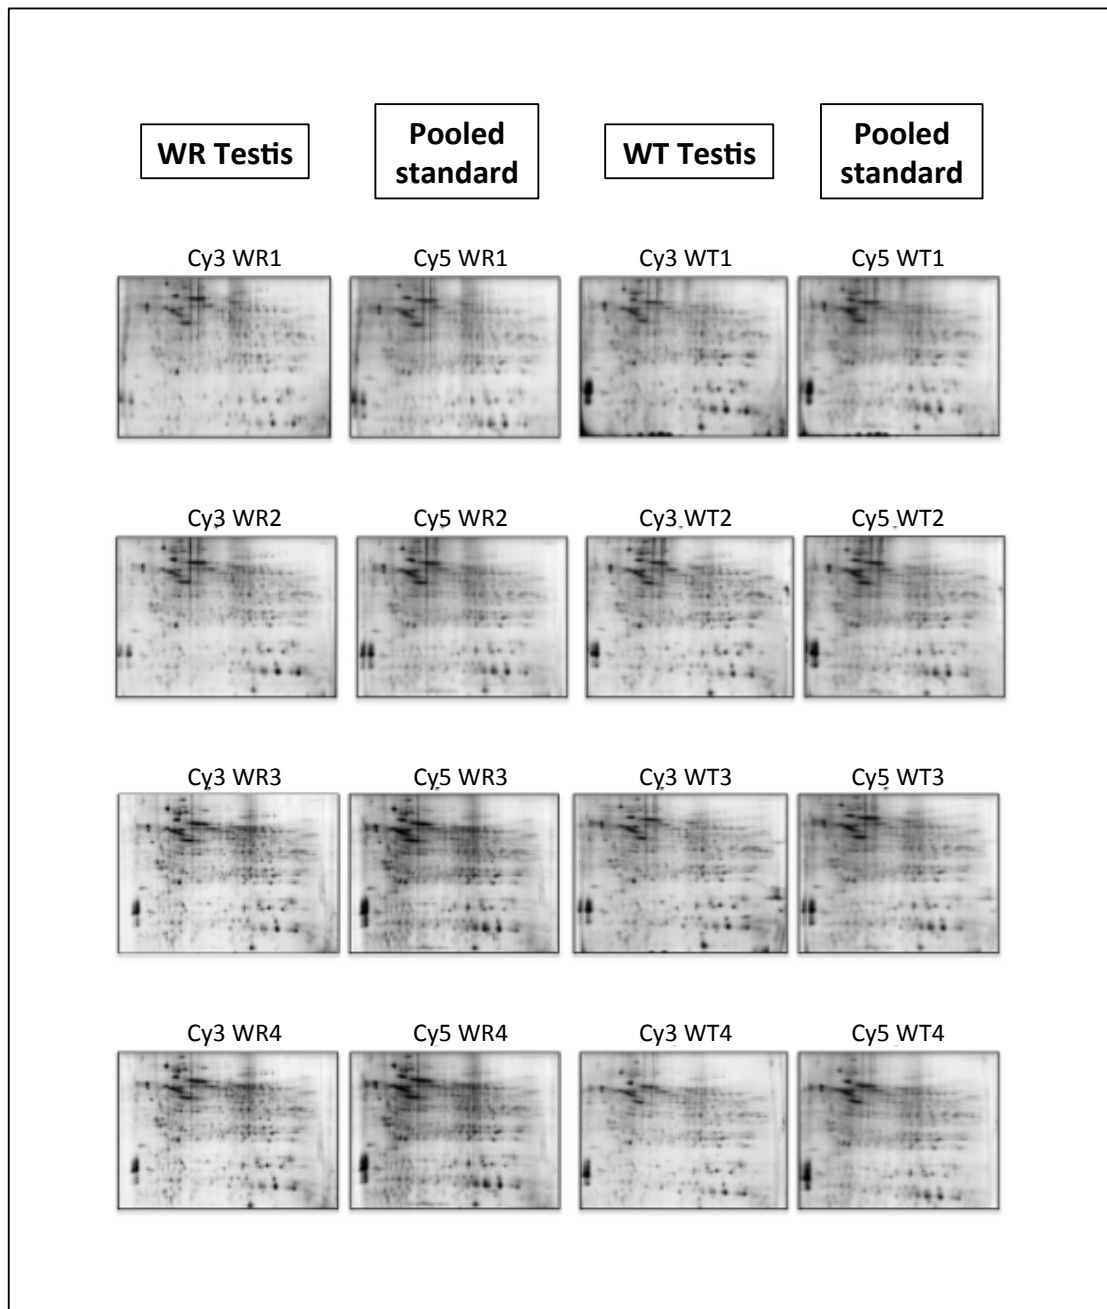 WR Testis
Pooled
standard
WT Testis
Pooled
standard
Cy3 WR1
Cy5 WR1
Cy3 WT1
Cy5 WT1
Cy3 WR2
Cy5 WR2
Cy3 WT2
Cy5 WT2
Cy3 WR3
Cy5 WR3
Cy3 WT3
Cy5 WT3
Cy3 WR4
Cy5 WR4
Cy3 WT4
Cy5 WT4